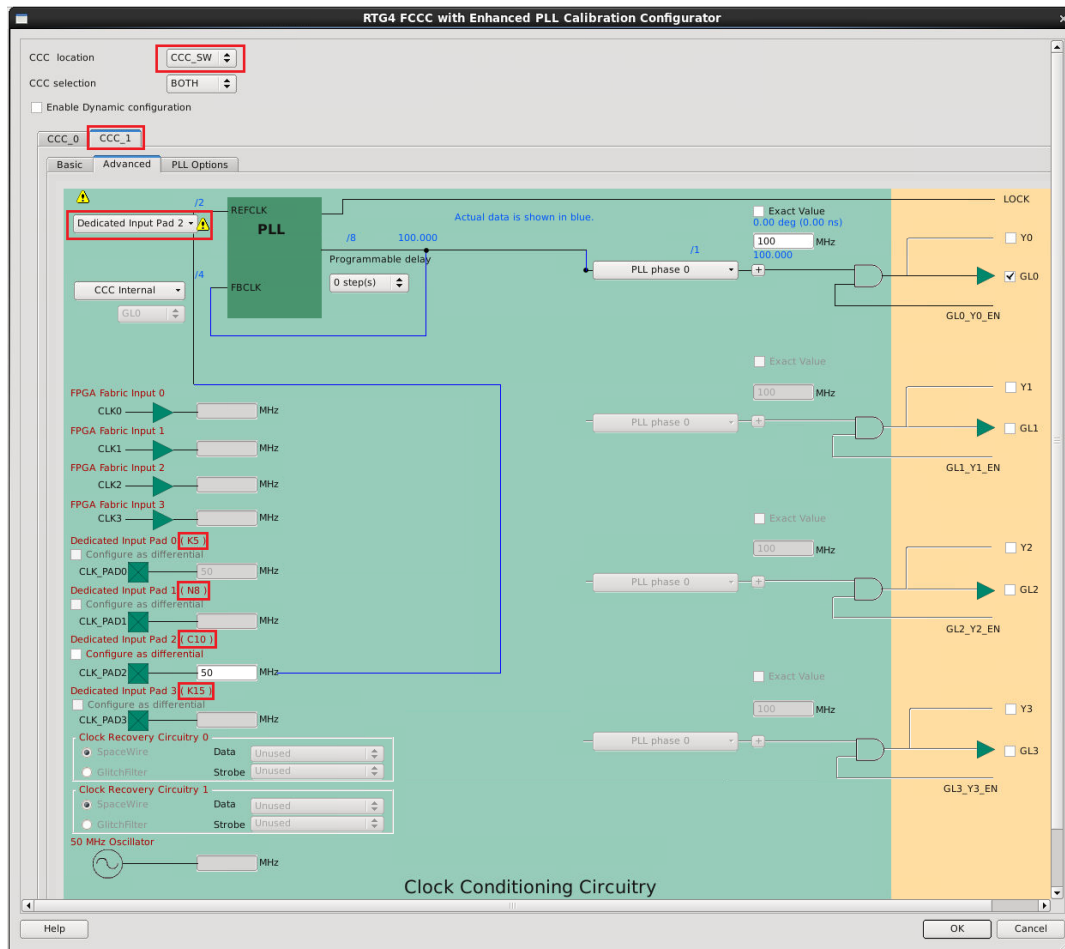 RTG4 FCCC with Enhanced PLL Calibration Configurator
CCC location CCC_SW
CCC selection BOTH
Enable Dynamic configuration
CCC_0 CCC_1
Basic Advanced PLL Options
Dedicated Input Pad 2
/2
REFCLK
PLL
FBCLK
/4
CCC Internal
GL0
/8 100.000
Programmable delay
0 step(s)
Actual data is shown in blue.
LOCK
/1
PLL phase 0
Exact Value
0.00 deg (0.00 ns)
100 MHz
100.000
+
Y0
GL0
GL0_Y0_EN
Exact Value
100 MHz
PLL phase 0
+
Y1
GL1
GL1_Y1_EN
Exact Value
100 MHz
PLL phase 0
+
Y2
GL2
GL2_Y2_EN
Exact Value
100 MHz
PLL phase 0
+
Y3
GL3
GL3_Y3_EN
FPGA Fabric Input 0
CLK0 MHz
FPGA Fabric Input 1
CLK1 MHz
FPGA Fabric Input 2
CLK2 MHz
FPGA Fabric Input 3
CLK3 MHz
Dedicated Input Pad 0 ( K5 )
Configure as differential
CLK_PAD0 50 MHz
Dedicated Input Pad 1 ( N8 )
Configure as differential
CLK_PAD1 MHz
Dedicated Input Pad 2 ( C10 )
Configure as differential
CLK_PAD2 50 MHz
Dedicated Input Pad 3 ( K15 )
Configure as differential
CLK_PAD3 MHz
Clock Recovery Circuitry 0
SpaceWire Data Unused
GlitchFilter Strobe Unused
Clock Recovery Circuitry 1
SpaceWire Data Unused
GlitchFilter Strobe Unused
50 MHz Oscillator
MHz
Clock Conditioning Circuitry
Help OK Cancel